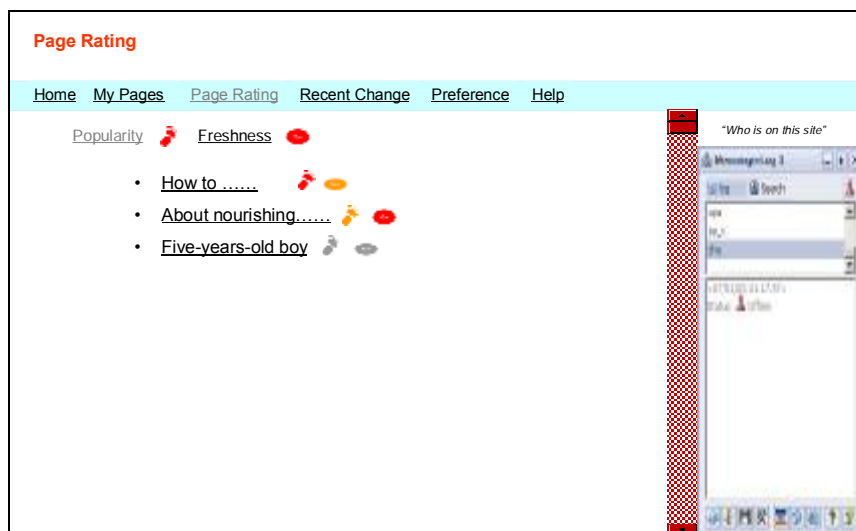 Page Rating
Home My Pages Page Rating Recent Change Preference Help
Popularity Freshness
"Who is on this site"
• How to ……
• About nourishing……
• Five-years-old boy
Search